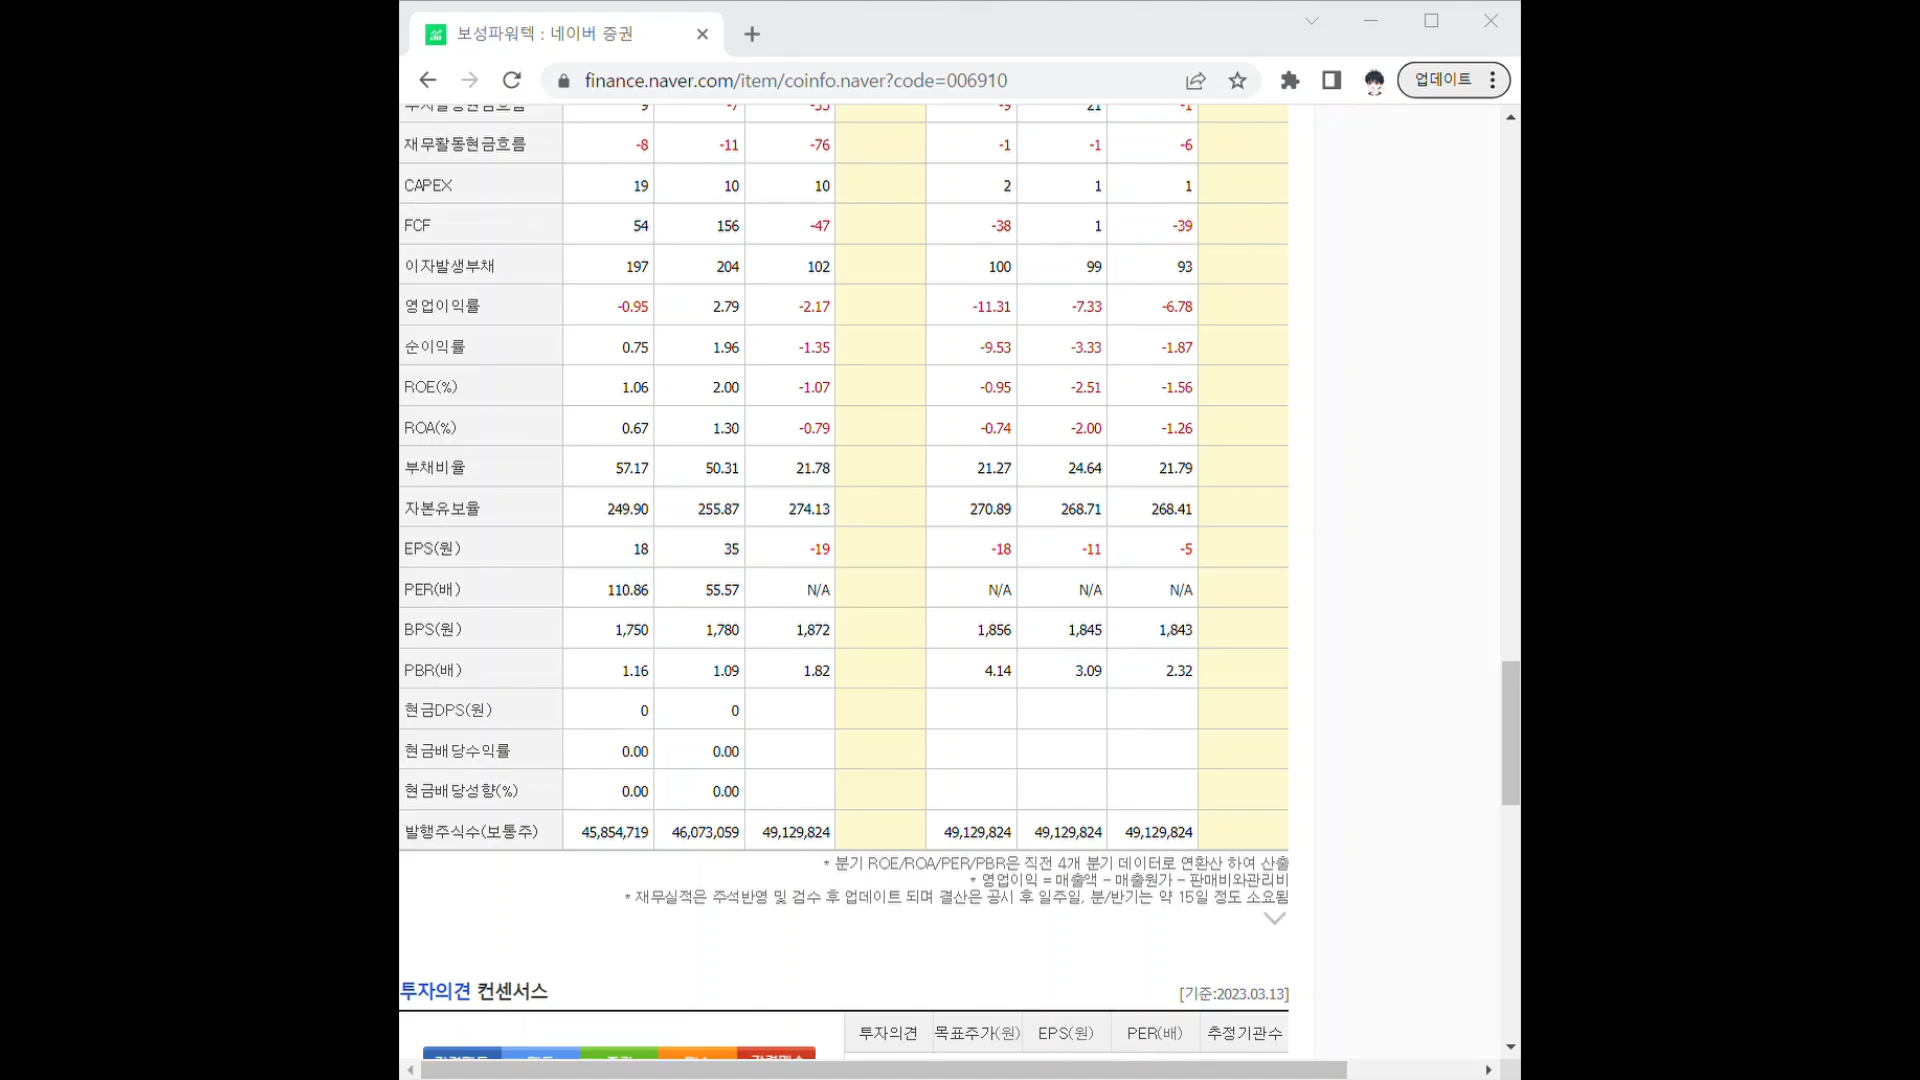 보성파워텍 : 네이버 증권
finance.naver.com/item/coinfo.naver?code=006910
업데이트
투자활동현금흐름 9 -7 -35 -9 21 -1
재무활동현금흐름 -8 -11 -76 -1 -1 -6
CAPEX 19 10 10 2 1 1
FCF 54 156 -47 -38 1 -39
이자발생부채 197 204 102 100 99 93
영업이익률 -0.95 2.79 -2.17 -11.31 -7.33 -6.78
순이익률 0.75 1.96 -1.35 -9.53 -3.33 -1.87
ROE(%) 1.06 2.00 -1.07 -0.95 -2.51 -1.56
ROA(%) 0.67 1.30 -0.79 -0.74 -2.00 -1.26
부채비율 57.17 50.31 21.78 21.27 24.64 21.79
자본유보율 249.90 255.87 274.13 270.89 268.71 268.41
EPS(원) 18 35 -19 -18 -11 -5
PER(배) 110.86 55.57 N/A N/A N/A N/A
BPS(원) 1,750 1,780 1,872 1,856 1,845 1,843
PBR(배) 1.16 1.09 1.82 4.14 3.09 2.32
현금DPS(원) 0 0
현금배당수익률 0.00 0.00
현금배당성향(%) 0.00 0.00
발행주식수(보통주) 45,854,719 46,073,059 49,129,824 49,129,824 49,129,824 49,129,824
* 분기 ROE/ROA/PER/PBR은 직전 4개 분기 데이터로 연환산 하여 산출
* 영업이익 = 매출액 - 매출원가 - 판매비와관리비
* 재무실적은 주석반영 및 검수 후 업데이트 되며 결산은 공시 후 일주일, 분/반기는 약 15일 정도 소요됨
투자의견 컨센서스 [기준:2023.03.13]
투자의견 목표주가(원) EPS(원) PER(배) 추정기관수